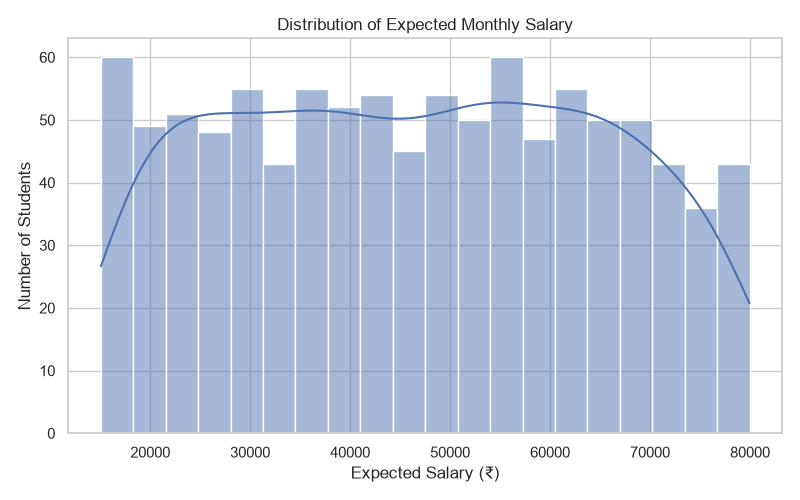 Distribution of Expected Monthly Salary
Number of Students
60
50
40
30
20
10
0
20000 30000 40000 50000 60000 70000 80000
Expected Salary (₹)